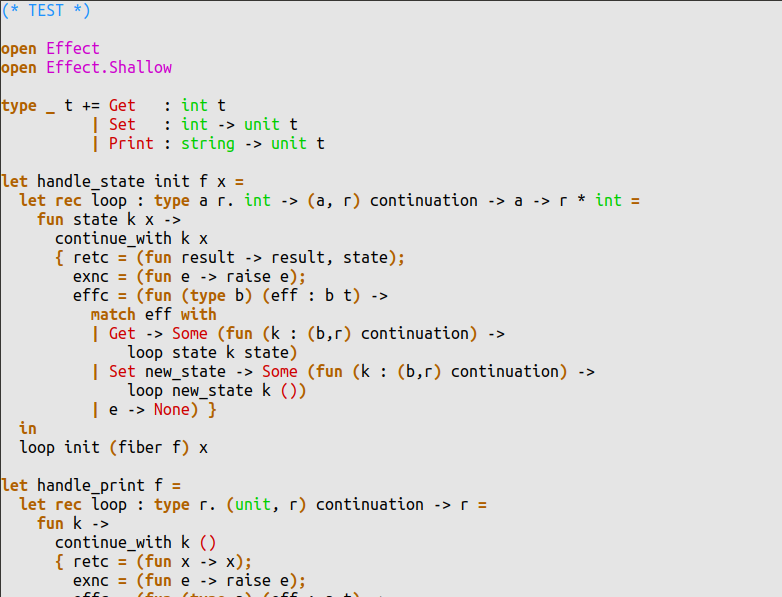 (* TEST *)

open Effect
open Effect.Shallow

type _ t += Get   : int t
          | Set   : int -> unit t
          | Print : string -> unit t

let handle_state init f x =
  let rec loop : type a r. int -> (a, r) continuation -> a -> r * int =
    fun state k x ->
      continue_with k x
      { retc = (fun result -> result, state);
        exnc = (fun e -> raise e);
        effc = (fun (type b) (eff : b t) ->
          match eff with
          | Get -> Some (fun (k : (b,r) continuation) ->
              loop state k state)
          | Set new_state -> Some (fun (k : (b,r) continuation) ->
              loop new_state k ())
          | e -> None) }
  in
  loop init (fiber f) x

let handle_print f =
  let rec loop : type r. (unit, r) continuation -> r =
    fun k ->
      continue_with k ()
      { retc = (fun x -> x);
        exnc = (fun e -> raise e);